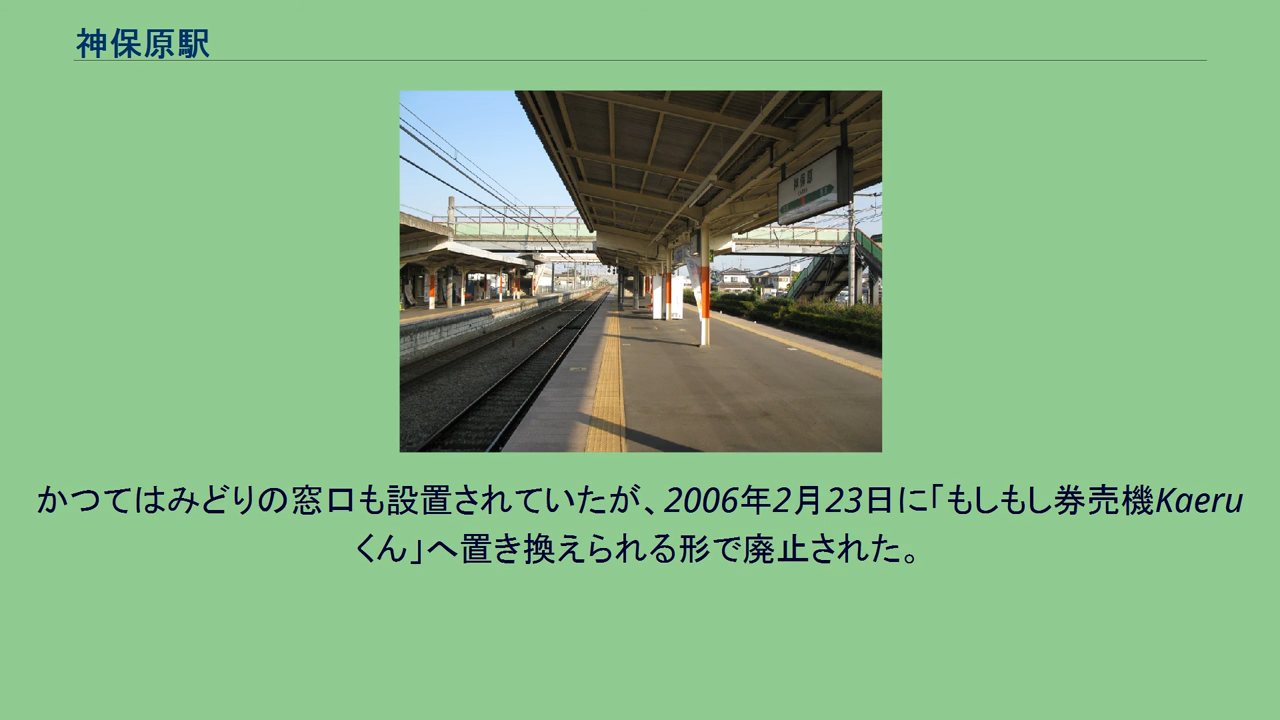 神保原駅
神保原
かつてはみどりの窓口も設置されていたが、2006年2月23日に「もしもし券売機Kaeru
くん」へ置き換えられる形で廃止された。